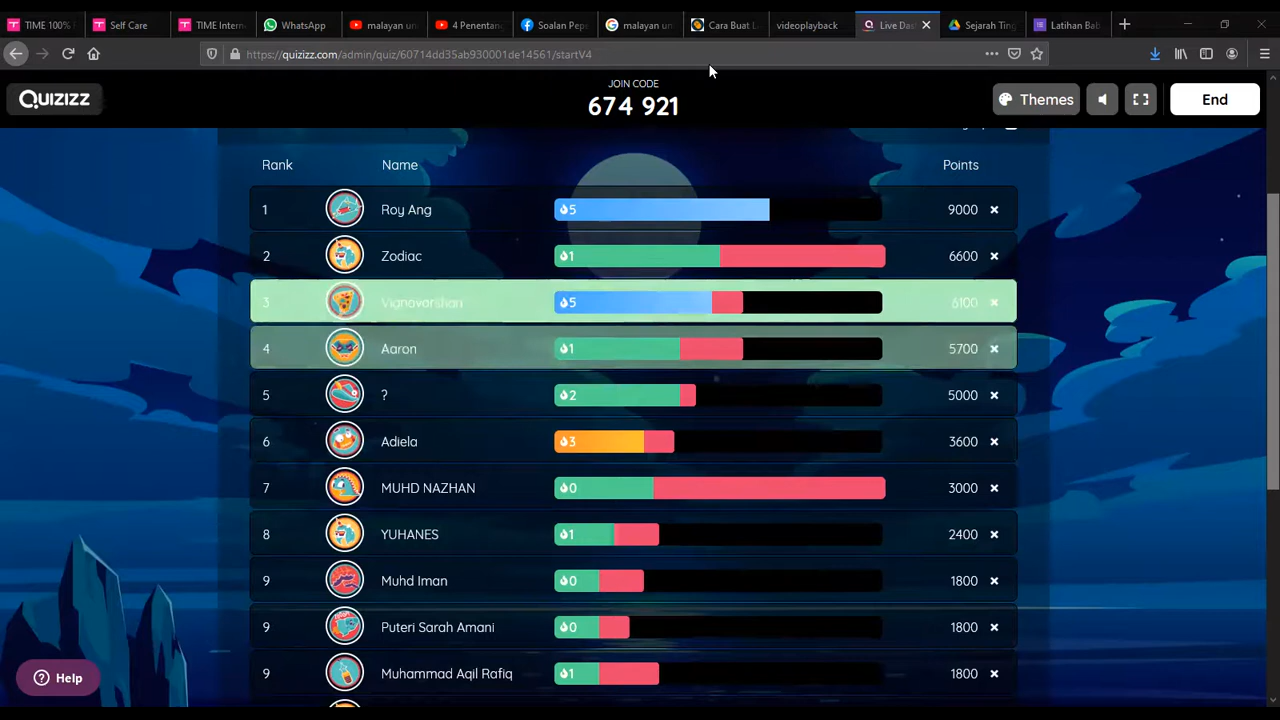 TIME 100%
Self Care
TIME Intern
WhatsApp
malayan un
4 Penentang
Soalan Pep
malayan un
Cara Buat L
videoplayback
Live Das
Sejarah Ting
Latihan Bab
https://quizizz.com/admin/quiz/60714dd35ab930001de14561/startV4
QUIZIZZ
JOIN CODE
674 921
Themes
End
Rank Name Points
1 Roy Ang 5 9000
2 Zodiac 1 6600
3 Vignavarshan 5 6100
4 Aaron 1 5700
5 ? 2 5000
6 Adiela 3 3600
7 MUHD NAZHAN 0 3000
8 YUHANES 1 2400
9 Muhd Iman 0 1800
9 Puteri Sarah Amani 0 1800
9 Muhammad Aqil Rafiq 1 1800
Help